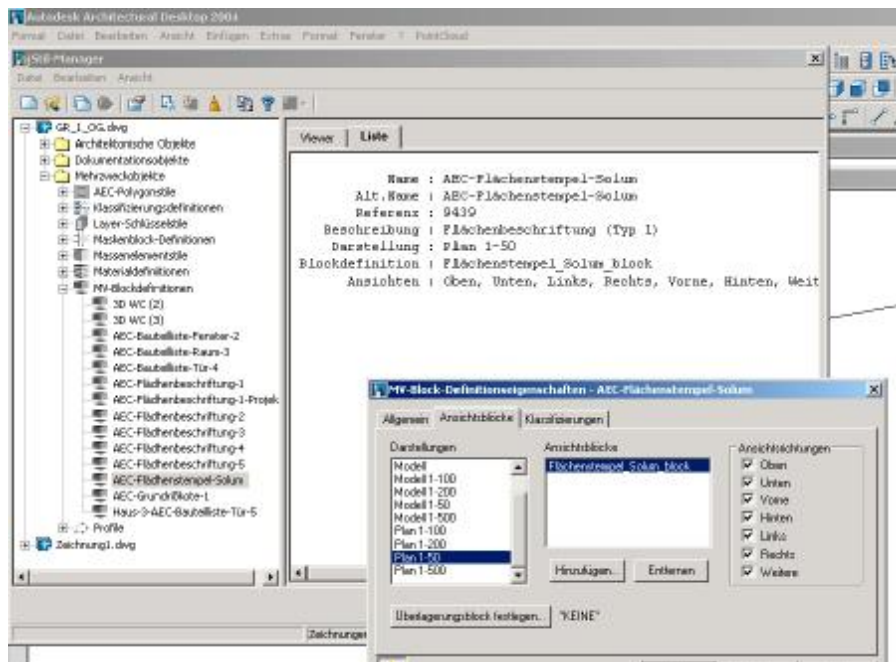 Autodesk Architectural Desktop 2004
Format Datei Bearbeiten Ansicht Einfügen Extras Format Fenster ? PointCloud
Stil-Manager
Datei Bearbeiten Ansicht
GR_1_OG.dwg
Architektonische Objekte
Dokumentationsobjekte
Mehrzweckobjekte
AEC-Polygonstile
Klassifizierungsdefinitionen
Layer-Schlüsselstile
Maskenblock-Definitionen
Massenelementstile
Materialdefinitionen
MV-Blockdefinitionen
3D WC (2)
3D WC (3)
AEC-Bauteilliste-Fenster-2
AEC-Bauteilliste-Raum-3
AEC-Bauteilliste-Tür-4
AEC-Flächenbeschriftung-1
AEC-Flächenbeschriftung-1-Projek
AEC-Flächenbeschriftung-2
AEC-Flächenbeschriftung-3
AEC-Flächenbeschriftung-4
AEC-Flächenbeschriftung-5
AEC-Flächenstempel-Solum
AEC-Grundrißkote-1
Haus-3-AEC-Bauteilliste-Tür-5
Profile
Zeichnung1.dwg
Viewer Liste
Name : AEC-Flächenstempel-Solum
Alt.Name : AEC-Flächenstempel-Solum
Referenz : 9439
Beschreibung : Flächenbeschriftung (Typ 1)
Darstellung : Plan 1-50
Blockdefinition : Flächenstempel_Solum_block
Ansichten : Oben, Unten, Links, Rechts, Vorne, Hinten, Weit
Zeichnungen
MV-Block-Definitionseigenschaften - AEC-Flächenstempel-Solum
Allgemein Ansichtsblöcke Klassifizierungen
Darstellungen
Modell
Modell 1-100
Modell 1-200
Modell 1-50
Modell 1-500
Plan 1-100
Plan 1-200
Plan 1-50
Plan 1-500
Ansichtsblöcke
Flächenstempel_Solum_block
Hinzufügen... Entfernen
Ansichtsrichtungen
Oben
Unten
Vorne
Hinten
Links
Rechts
Weitere
Überlagerungsblock festlegen... "KEINE"